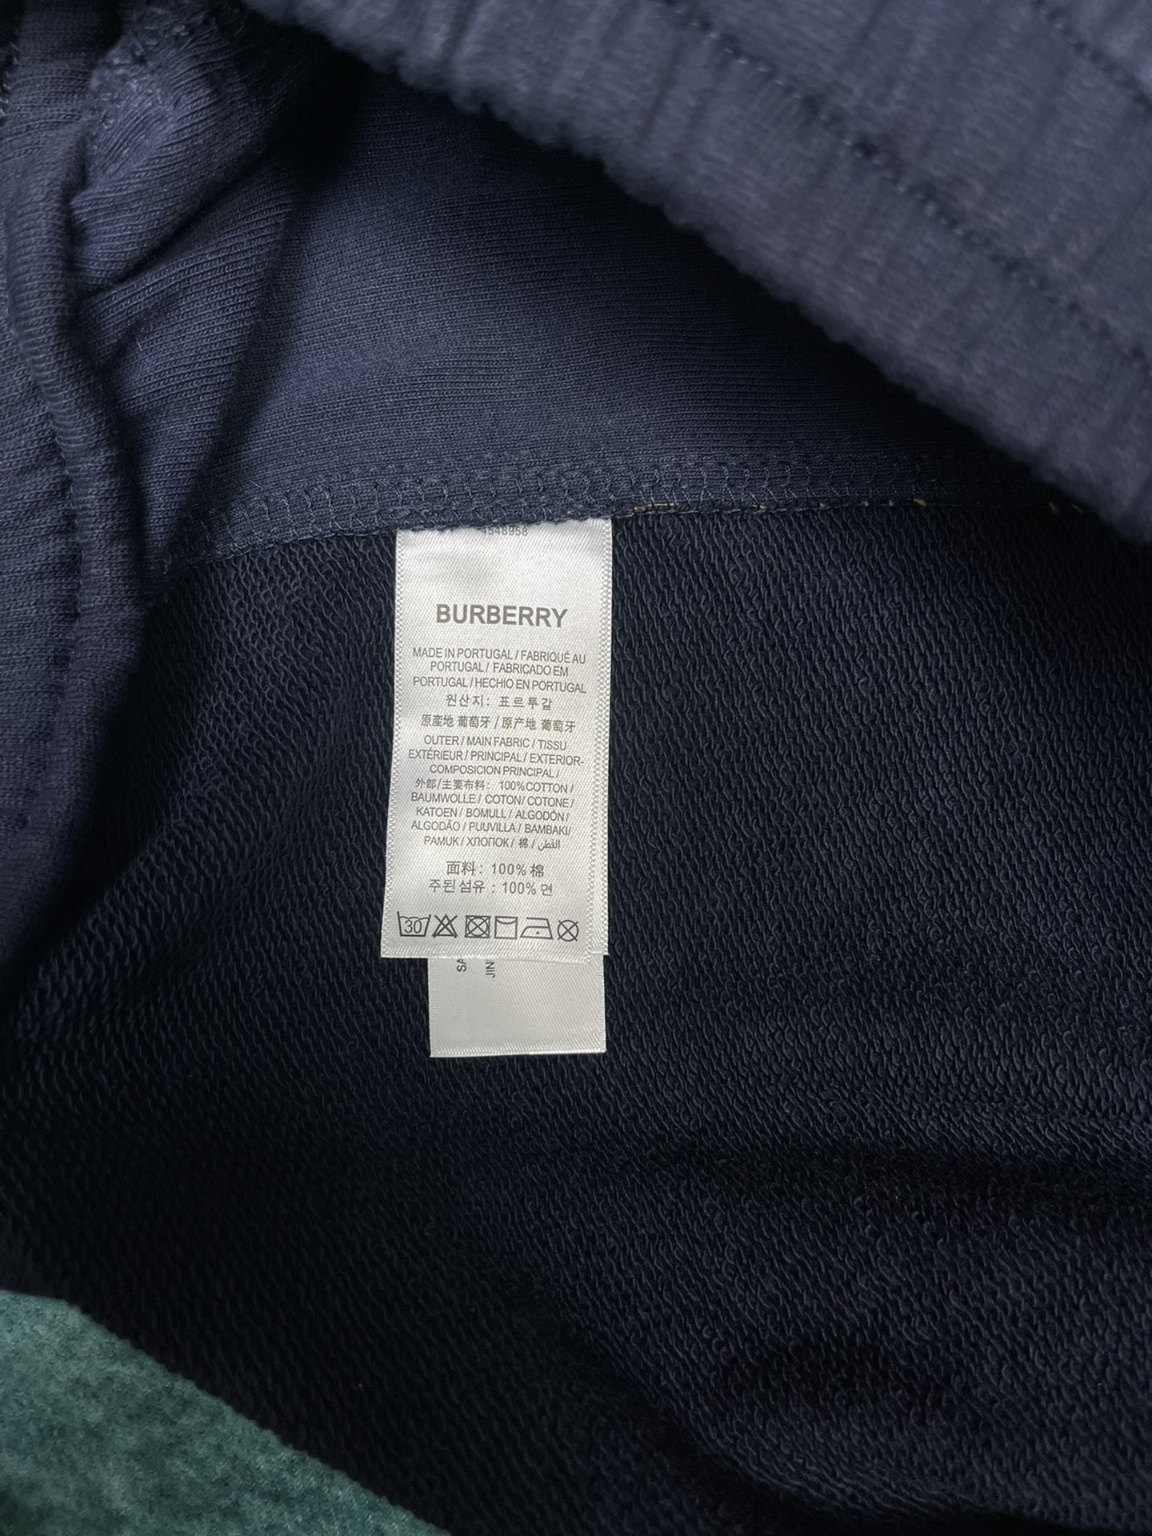 4548958
BURBERRY
MADE IN PORTUGAL / FABRIQUÉ AU
PORTUGAL / FABRICADO EM
PORTUGAL / HECHO EN PORTUGAL
원산지: 포르투갈
原産地 葡萄牙 / 原产地 葡萄牙
OUTER / MAIN FABRIC / TISSU
EXTÉRIEUR / PRINCIPAL / EXTERIOR-
COMPOSICION PRINCIPAL /
外部/主要布料: 100%COTTON /
BAUMWOLLE / COTON/ COTONE /
KATOEN / BOMULL / ALGODÓN /
ALGODÃO / PUUVILLA / BAMBAKI/
PAMUK / ХЛОПОК / 棉 / القطن
面料: 100% 棉
주된섬유 : 100% 면
30
SA
JIN